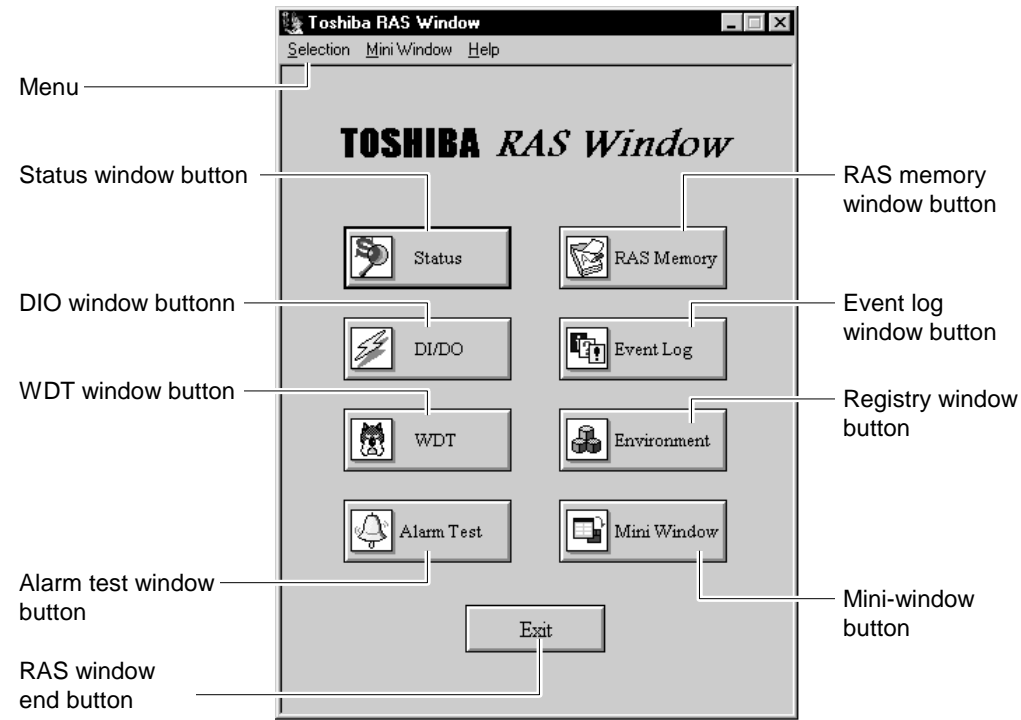 Toshiba RAS Window
Selection Mini Window Help
Menu
TOSHIBA RAS Window
Status window button
RAS memory
window button
Status
RAS Memory
DIO window buttonn
Event log
window button
DI/DO
Event Log
WDT window button
Registry window
button
WDT
Environment
Alarm Test
Mini Window
Alarm test window
button
Mini-window
button
Exit
RAS window
end button